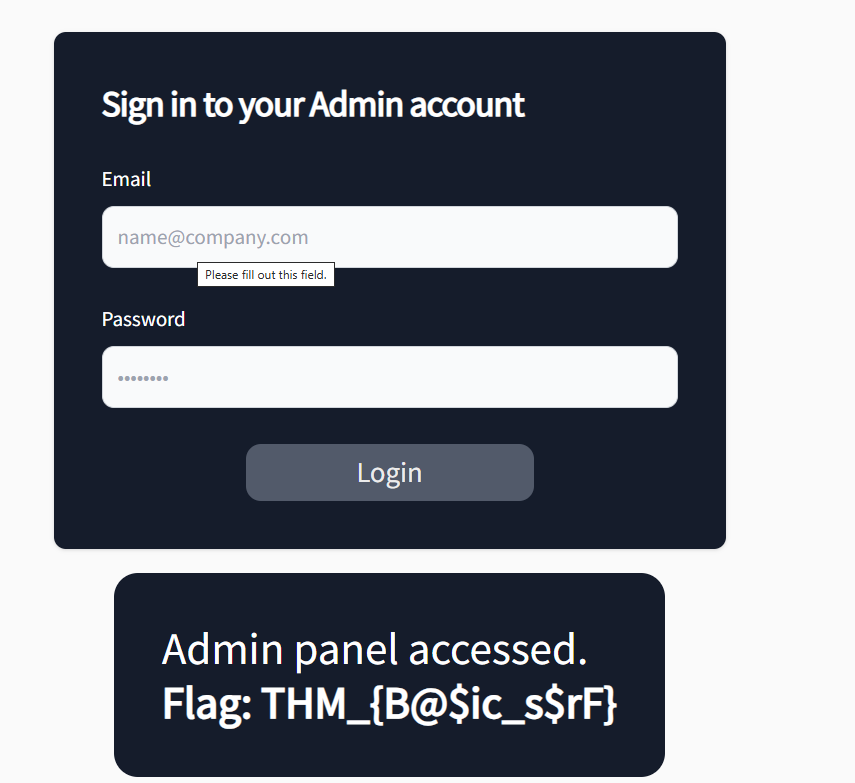 Sign in to your Admin account
Email
name@company.com
Please fill out this field.
Password
••••••••
Login
Admin panel accessed.
Flag: THM_{B@$ic_s$rF}